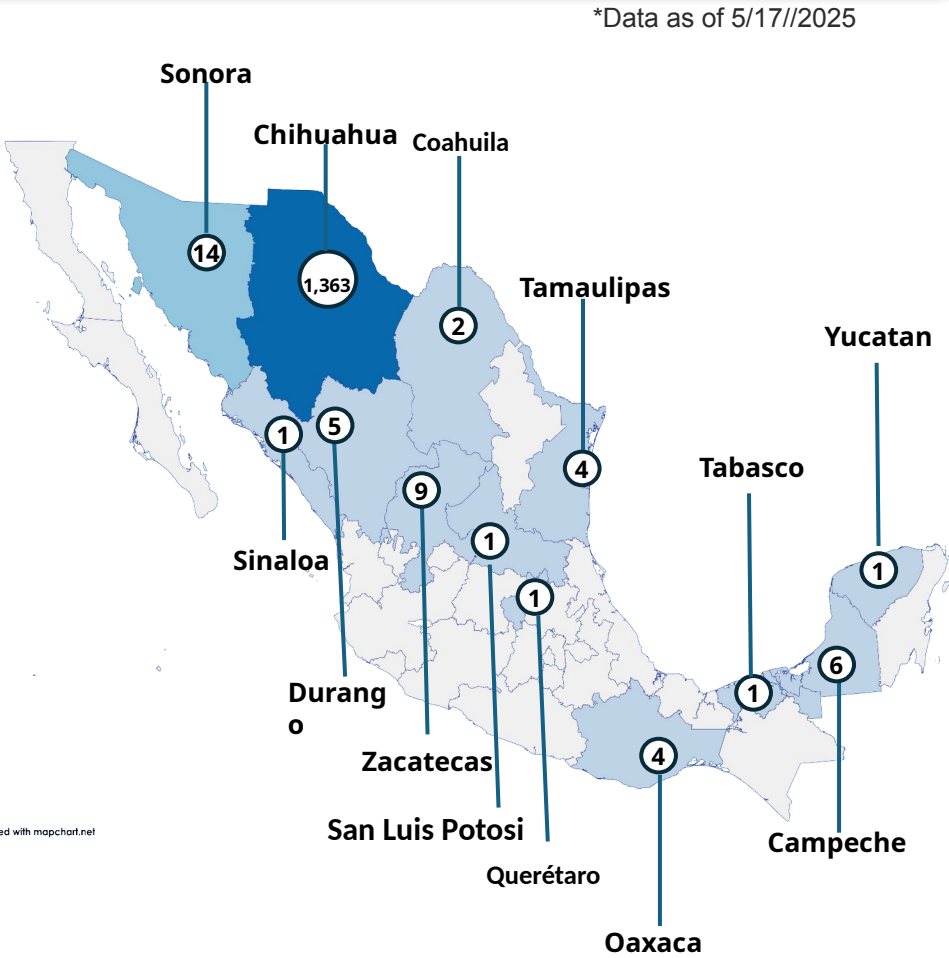 *Data as of 5/17//2025
Sonora
Chihuahua
Coahuila
14
1,363
Tamaulipas
2
Yucatan
5
1
4
Tabasco
9
1
Sinaloa
1
1
6
Durang
o
1
4
Zacatecas
San Luis Potosi
ed with mapchart.net
Campeche
Querétaro
Oaxaca